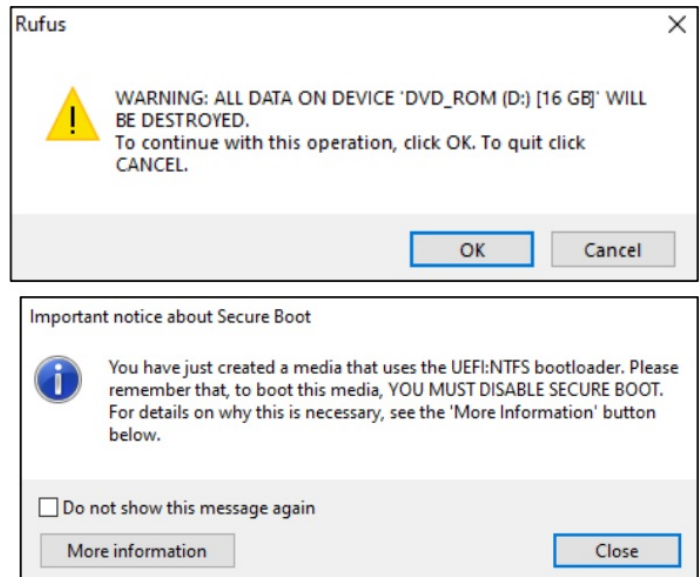 Rufus
WARNING: ALL DATA ON DEVICE 'DVD_ROM (D:) [16 GB]' WILL
BE DESTROYED.
To continue with this operation, click OK. To quit click
CANCEL.
OK
Cancel
Important notice about Secure Boot
You have just created a media that uses the UEFI:NTFS bootloader. Please
remember that, to boot this media, YOU MUST DISABLE SECURE BOOT.
For details on why this is necessary, see the 'More Information' button
below.
Do not show this message again
More information
Close